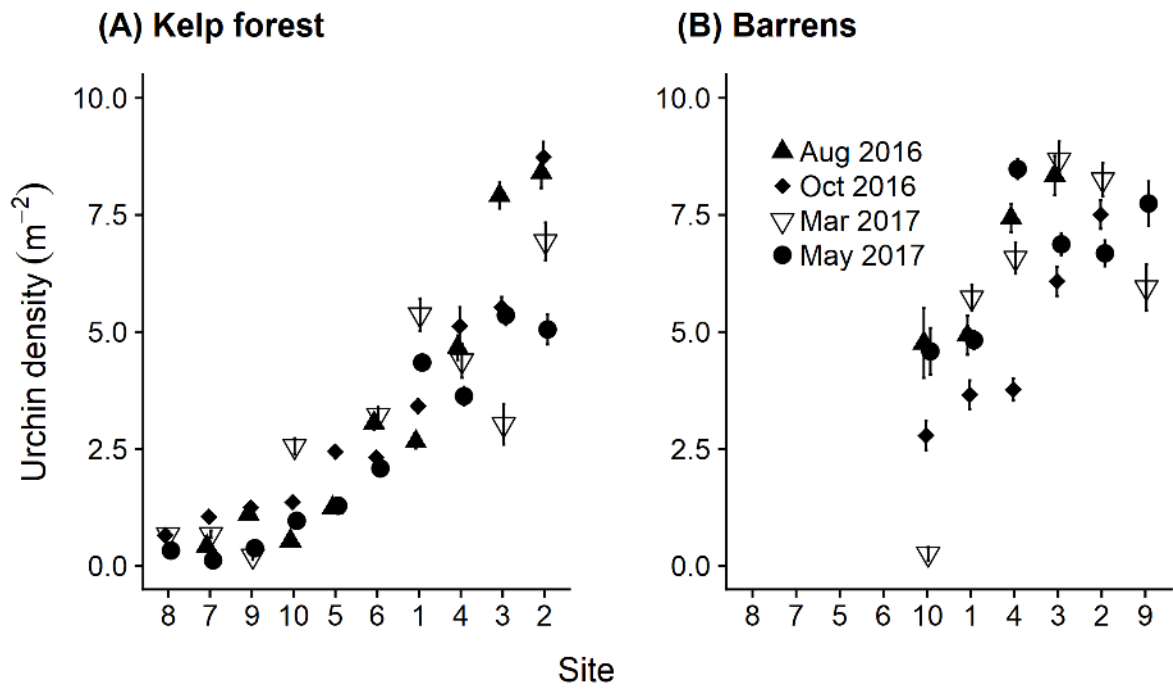 (A) Kelp forest
(B) Barrens
Urchin density (m⁻²)
10.0
7.5
5.0
2.5
0.0
8 7 9 10 5 6 1 4 3 2
10.0
7.5
5.0
2.5
0.0
Aug 2016
Oct 2016
Mar 2017
May 2017
8 7 5 6 10 1 4 3 2 9
Site